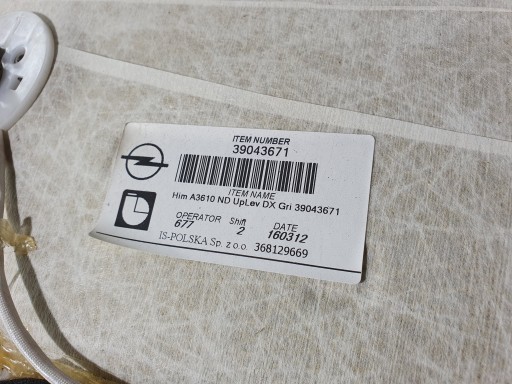 ITEM NUMBER
39043671
ITEM NAME
Him A3610 ND UpLev DX Gri 39043671
OPERATOR Shift DATE
677 2 160312
IS-POLSKA Sp. z o.o. 368129669